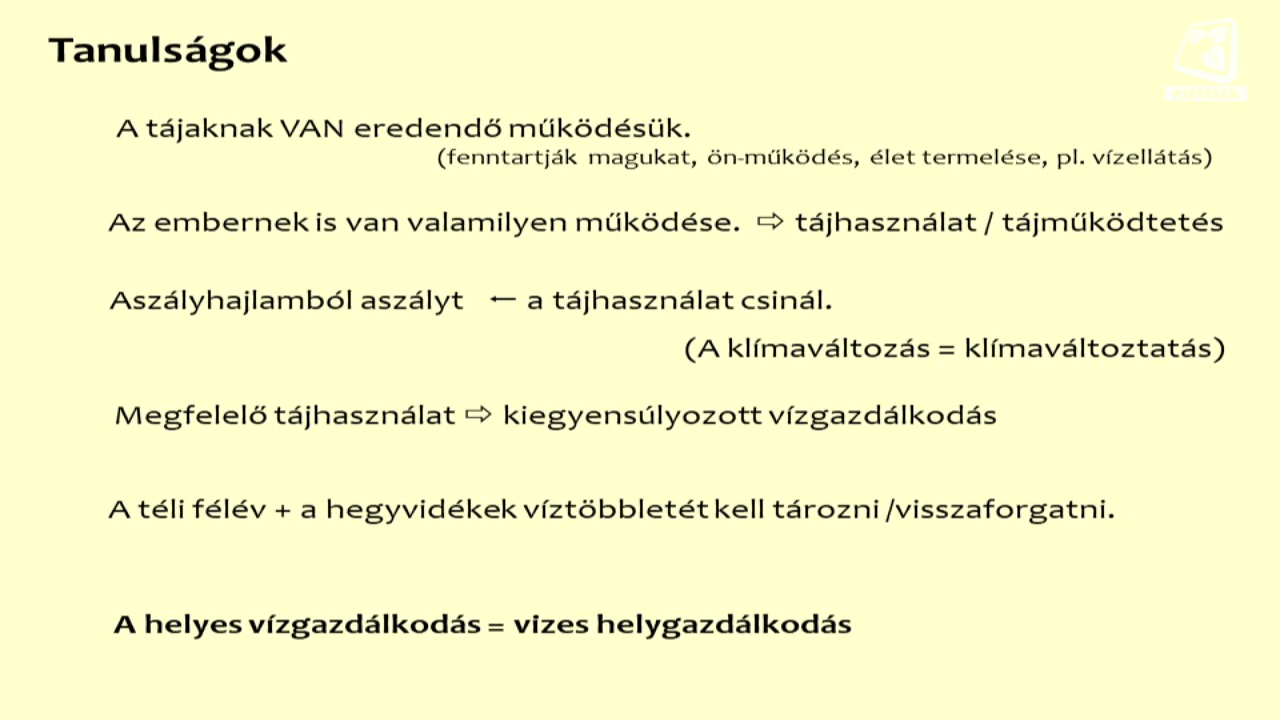 Tanulságok
A tájaknak VAN eredendő működésük.
(fenntartják magukat, ön-működés, élet termelése, pl. vízellátás)
Az embernek is van valamilyen működése. ⇨ tájhasználat / tájműködtetés
Aszályhajlamból aszályt ← a tájhasználat csinál.
(A klímaváltozás = klímaváltoztatás)
Megfelelő tájhasználat ⇨ kiegyensúlyozott vízgazdálkodás
A téli félév + a hegyvidékek víztöbbletét kell tározni /visszaforgatni.
A helyes vízgazdálkodás = vizes helygazdálkodás